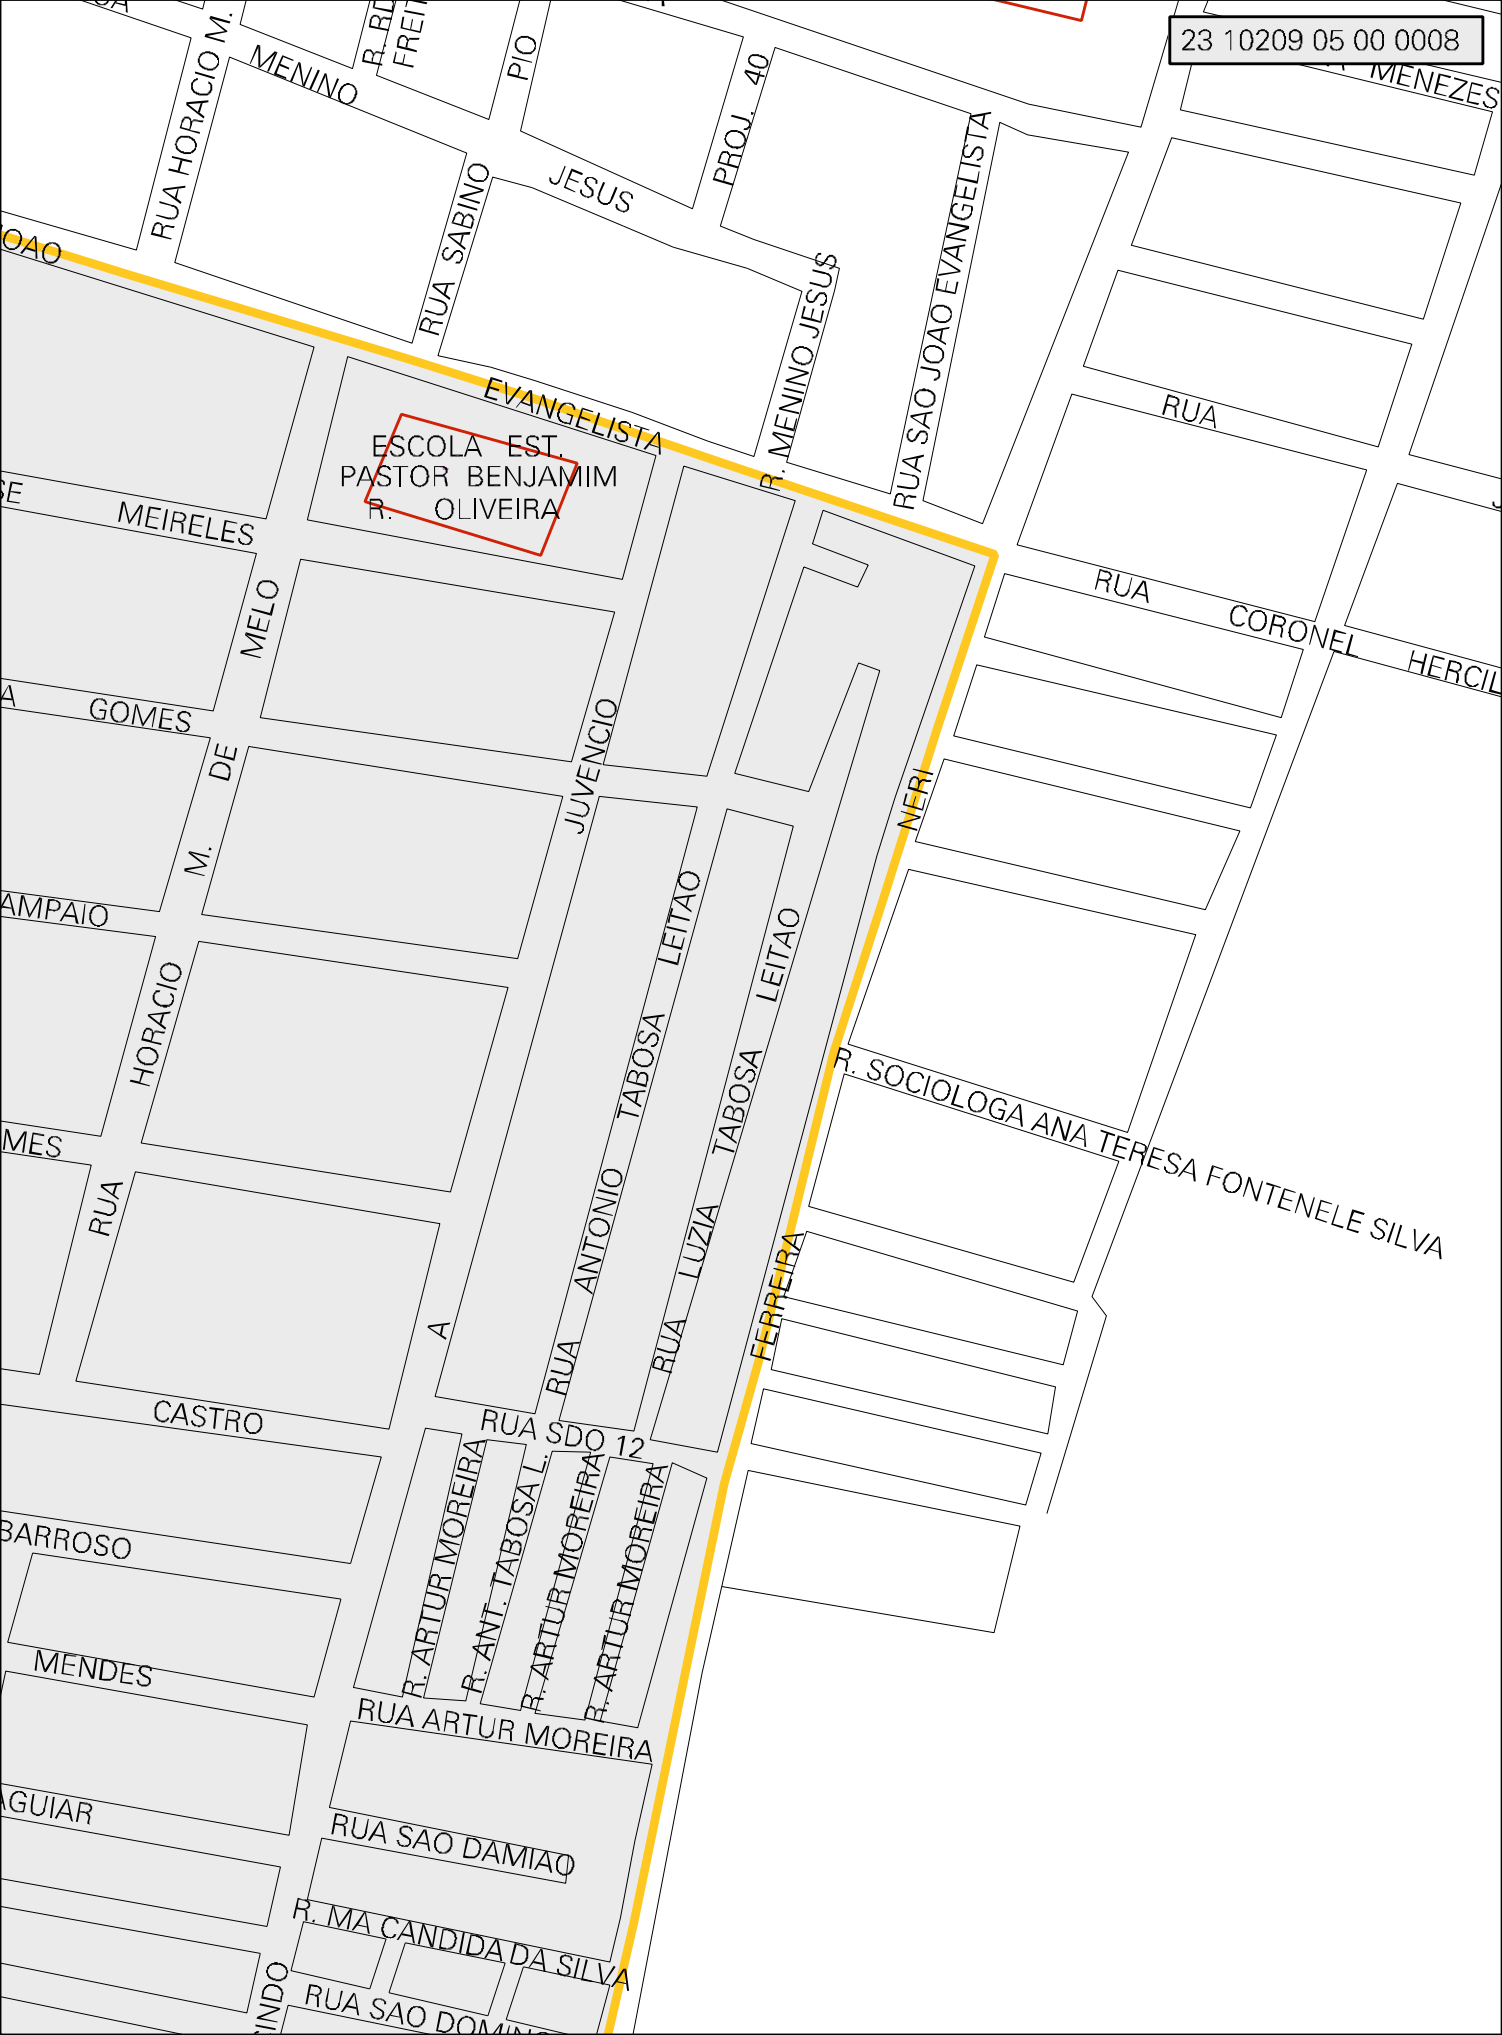 RUA HORACIO M.
MENINO
FREIT
PIO
PROJ. 40
23 10209 05 00 0008
MENEZES
JESUS
RUA SABINO
RUA SAO JOAO EVANGELISTA
R. MENINO JESUS
OAO
EVANGELISTA
RUA
ESCOLA EST.
PASTOR BENJAMIM
R. OLIVEIRA
MEIRELES
RUA CORONEL HERCIL
MELO
GOMES
DE
M.
JUVENCIO
NERI
AMPAIO
HORACIO
RUA ANTONIO TABOSA LEITAO
RUA LUZIA TABOSA LEITAO
R. SOCIOLOGA ANA TERESA FONTENELE SILVA
MES
RUA
FERREIRA
A
CASTRO
RUA SDO 12
R. ARTUR MOREIRA
R. ANT. TABOSA L.
R. ARTUR MOREIRA
R. ARTUR MOREIRA
BARROSO
MENDES
RUA ARTUR MOREIRA
AGUIAR
RUA SAO DAMIAO
R. MA CANDIDA DA SILVA
INDO
RUA SAO DOMING